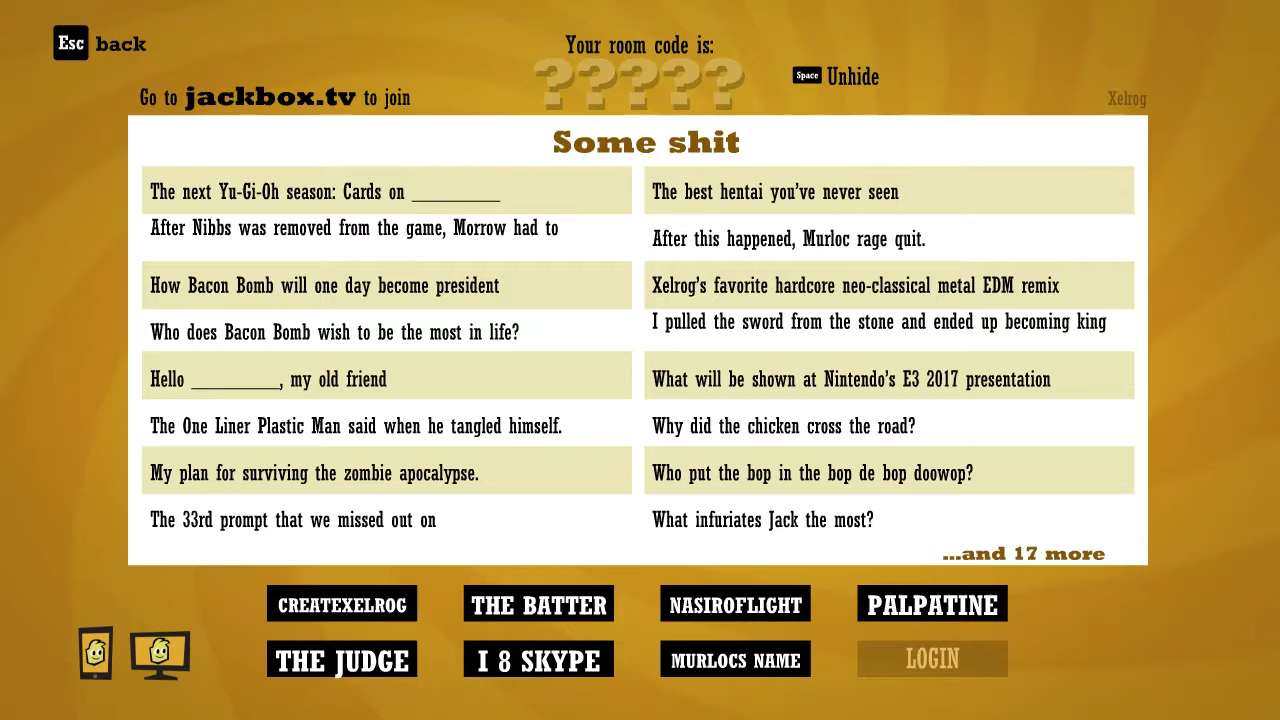 Esc back
Your room code is:
?????
Space Unhide
Go to jackbox.tv to join
Xelrog
Some shit
The next Yu-Gi-Oh season: Cards on __________
The best hentai you've never seen
After Nibbs was removed from the game, Morrow had to
After this happened, Murloc rage quit.
How Bacon Bomb will one day become president
Xelrog's favorite hardcore neo-classical metal EDM remix
Who does Bacon Bomb wish to be the most in life?
I pulled the sword from the stone and ended up becoming king
Hello __________, my old friend
What will be shown at Nintendo's E3 2017 presentation
The One Liner Plastic Man said when he tangled himself.
Why did the chicken cross the road?
My plan for surviving the zombie apocalypse.
Who put the bop in the bop de bop doowop?
The 33rd prompt that we missed out on
What infuriates Jack the most?
...and 17 more
CREATEXELROG
THE BATTER
NASIROFLIGHT
PALPATINE
THE JUDGE
I 8 SKYPE
MURLOCS NAME
LOGIN